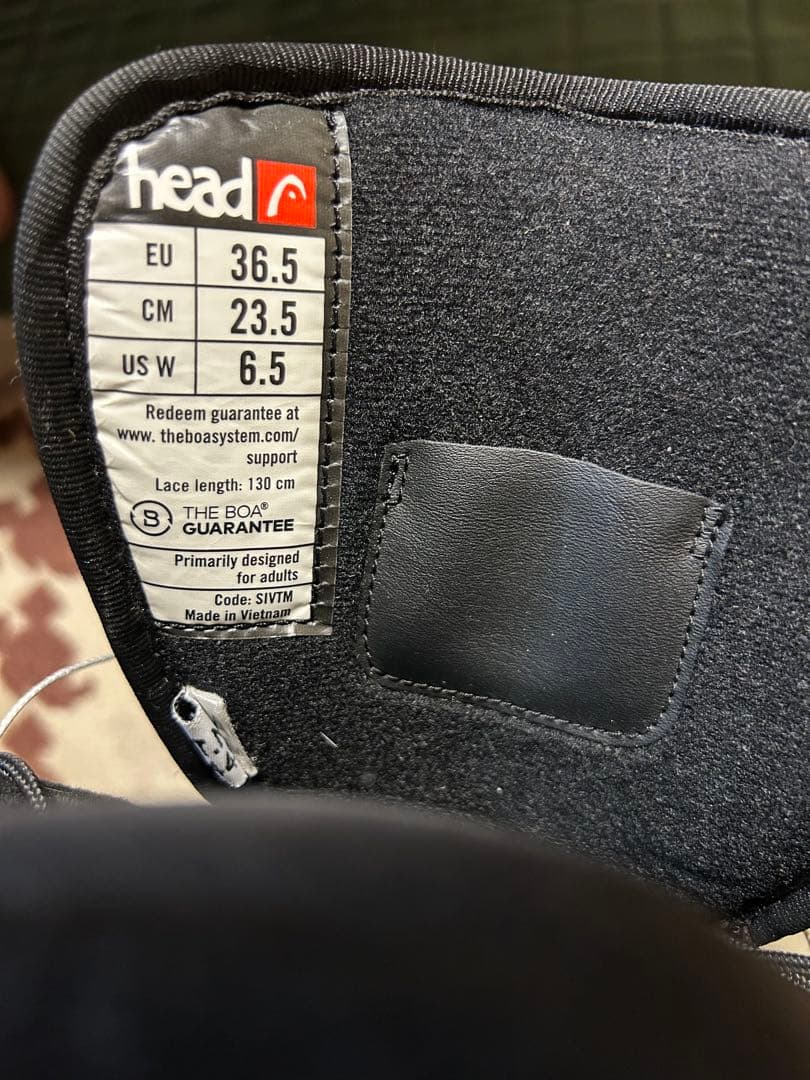 head
EU 36.5
CM 23.5
US W 6.5
Redeem guarantee at
www. theboasystem.com/
support
Lace length: 130 cm
B THE BOA®
GUARANTEE
Primarily designed
for adults
Code: SIVTM
Made in Vietnam